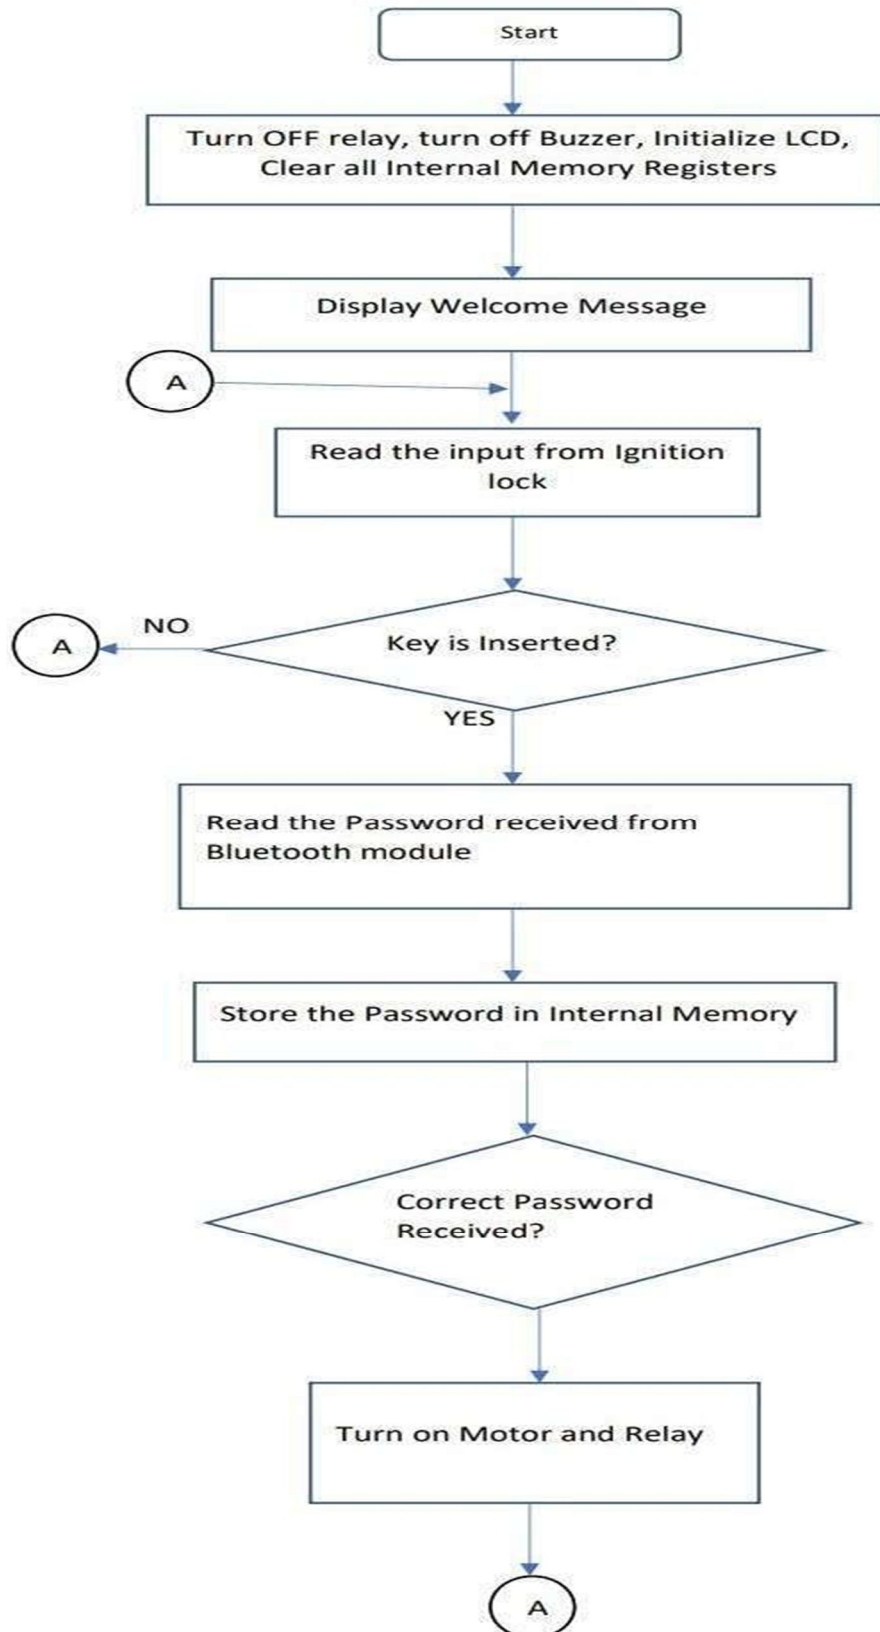 Start
Turn OFF relay, turn off Buzzer, Initialize LCD,
Clear all Internal Memory Registers
Display Welcome Message
A
Read the input from Ignition
lock
Key is Inserted?
NO
A
YES
Read the Password received from
Bluetooth module
Store the Password in Internal Memory
Correct Password
Received?
Turn on Motor and Relay
A